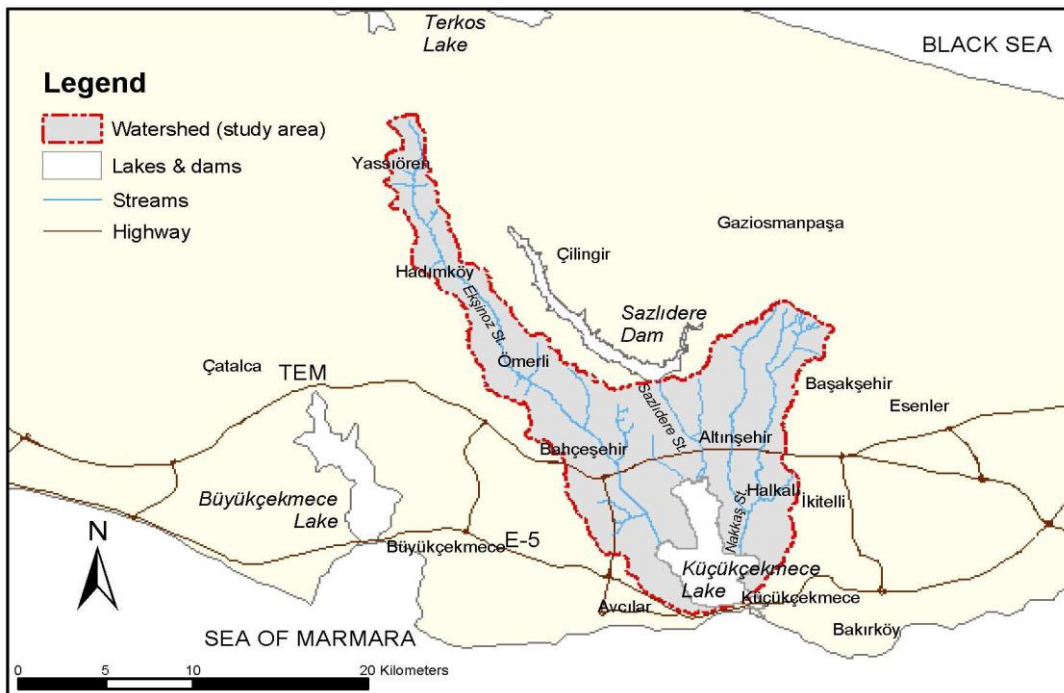 Terkos
Lake
BLACK SEA
Legend
Watershed (study area)
Lakes & dams
Streams
Highway
Yassıören
Gaziosmanpaşa
Çilingir
Hadımköy
Ekşinoz St.
Sazlıdere
Dam
Ömerli
Çatalca
TEM
Başakşehir
Esenler
Sazlıdere St.
Altınşehir
Bahçeşehir
Büyükçekmece
Lake
Halkalı
İkitelli
Nakkaş St.
N
Büyükçekmece
E-5
Küçükçekmece
Lake
Küçükçekmece
Avcılar
Bakırköy
SEA OF MARMARA
0 5 10 20 Kilometers